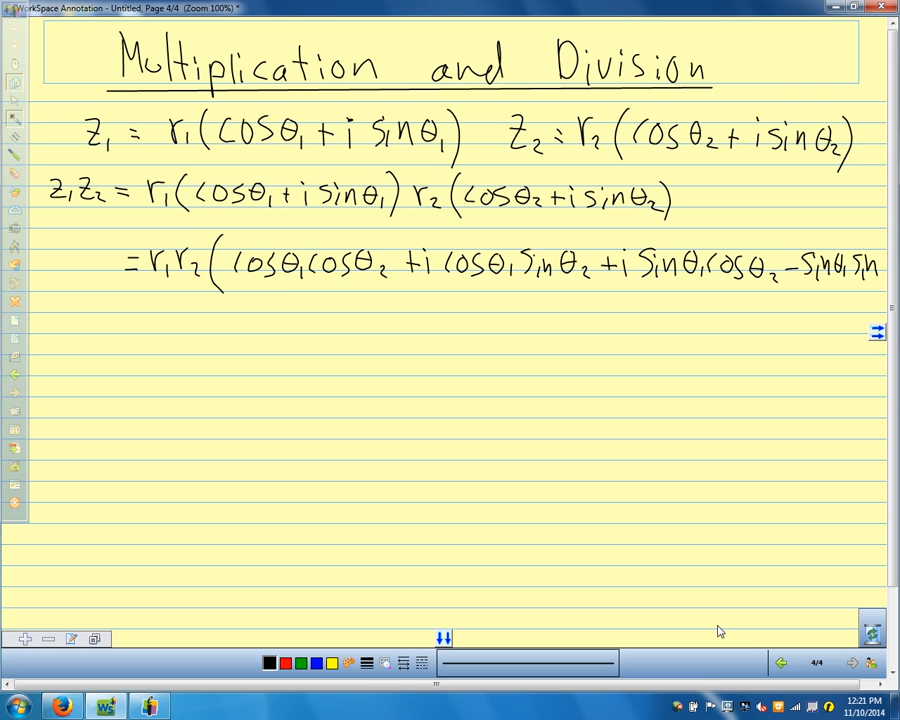 WorkSpace Annotation - Untitled, Page 4/4 (Zoom 100%) *
Multiplication and Division
z₁ = r₁(cosθ₁ + i sinθ₁) z₂ = r₂(cosθ₂ + i sinθ₂)
z₁z₂ = r₁(cosθ₁ + i sinθ₁) r₂(cosθ₂ + i sinθ₂)
= r₁r₂( cosθ₁cosθ₂ + i cosθ₁sinθ₂ + i sinθ₁cosθ₂ - sinθ₁sin
4/4
Ws
12:21 PM
11/10/2014